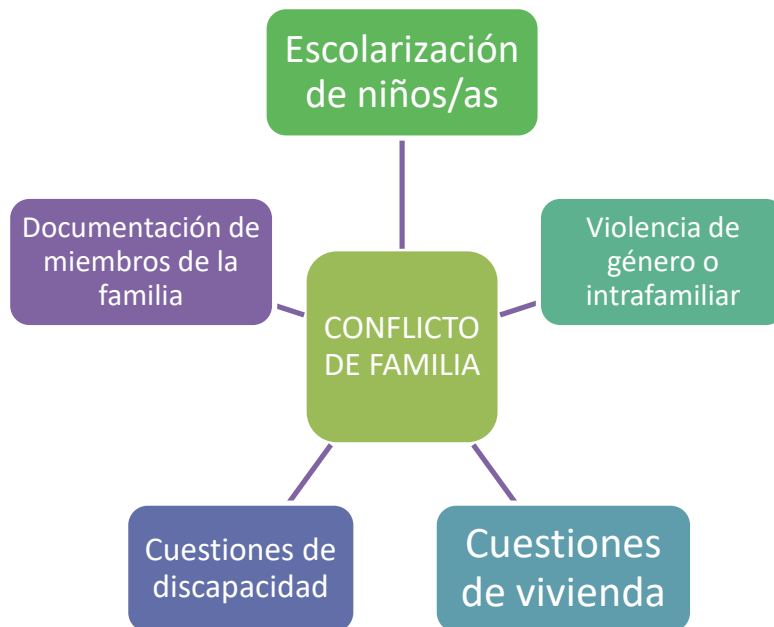 Escolarización
de niños/as
Documentación de
miembros de la
familia
Violencia de
género o
intrafamiliar
CONFLICTO
DE FAMILIA
Cuestiones de
discapacidad
Cuestiones
de vivienda